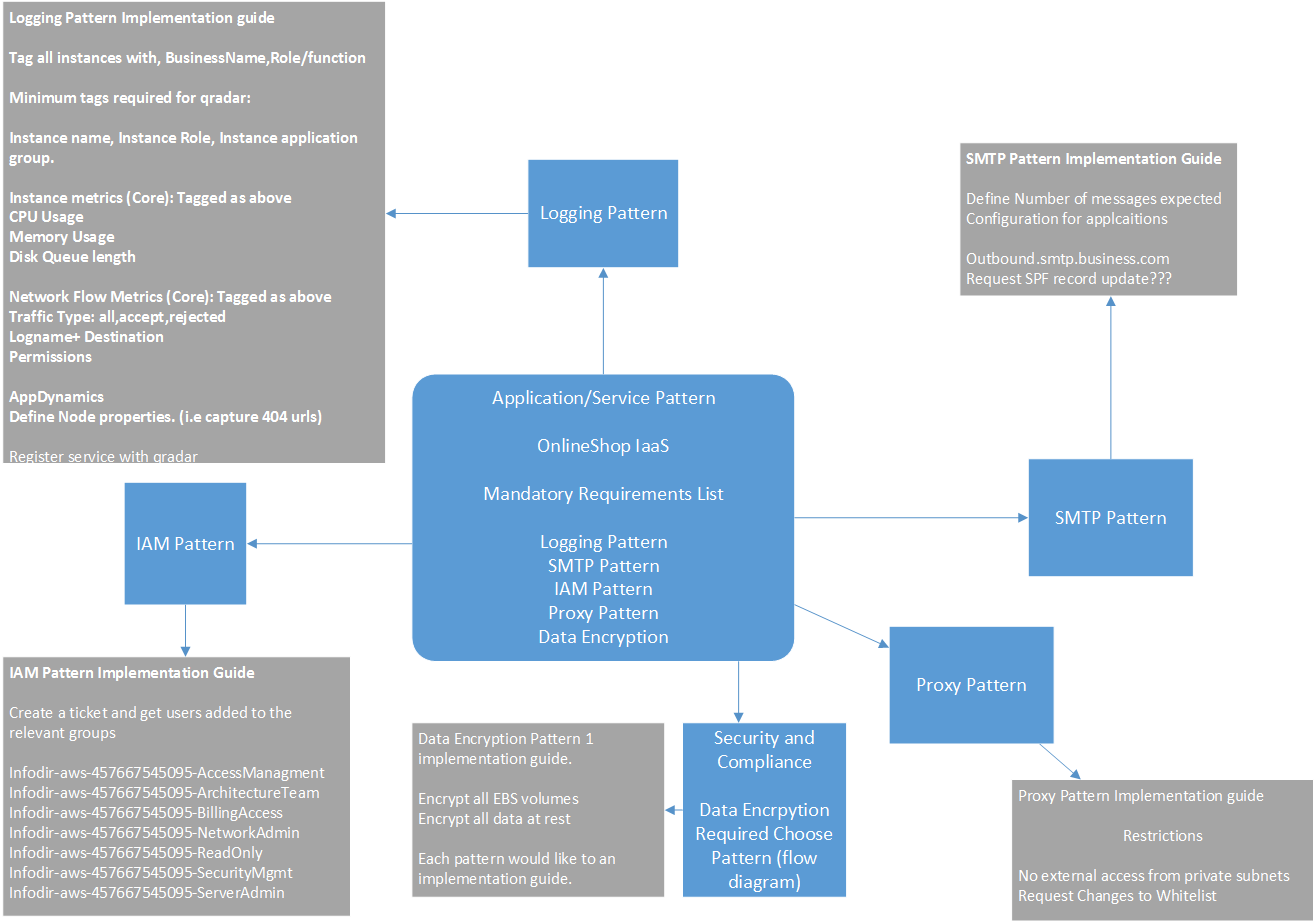 Logging Pattern Implementation guide
Tag all instances with, BusinessName,Role/function
Minimum tags required for qradar:
Instance name, Instance Role, Instance application
group.
Instance metrics (Core): Tagged as above
CPU Usage
Memory Usage
Disk Queue length
Network Flow Metrics (Core): Tagged as above
Traffic Type: all,accept,rejected
Logname+ Destination
Permissions
AppDynamics
Define Node properties. (i.e capture 404 urls)
Register service with qradar
Logging Pattern
SMTP Pattern Implementation Guide
Define Number of messages expected
Configuration for applcaitions
Outbound.smtp.business.com
Request SPF record update???
Application/Service Pattern
OnlineShop IaaS
Mandatory Requirements List
Logging Pattern
SMTP Pattern
IAM Pattern
Proxy Pattern
Data Encryption
SMTP Pattern
IAM Pattern
IAM Pattern Implementation Guide
Create a ticket and get users added to the
relevant groups
Infodir-aws-457667545095-AccessManagment
Infodir-aws-457667545095-ArchitectureTeam
Infodir-aws-457667545095-BillingAccess
Infodir-aws-457667545095-NetworkAdmin
Infodir-aws-457667545095-ReadOnly
Infodir-aws-457667545095-SecurityMgmt
Infodir-aws-457667545095-ServerAdmin
Data Encryption Pattern 1
implementation guide.
Encrypt all EBS volumes
Encrypt all data at rest
Each pattern would like to an
implementation guide.
Security and
Compliance
Data Encrpytion
Required Choose
Pattern (flow
diagram)
Proxy Pattern
Proxy Pattern Implementation guide
Restrictions
No external access from private subnets
Request Changes to Whitelist